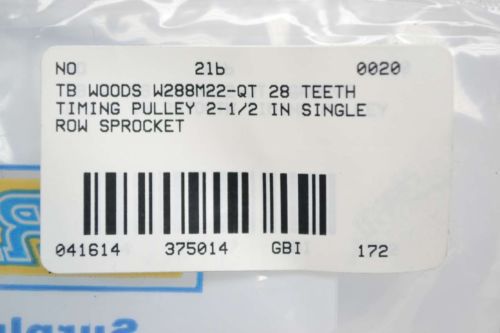 NO 21b 0020
TB WOODS W288M22-QT 28 TEETH
TIMING PULLEY 2-1/2 IN SINGLE
ROW SPROCKET
041614 375014 GBI 172